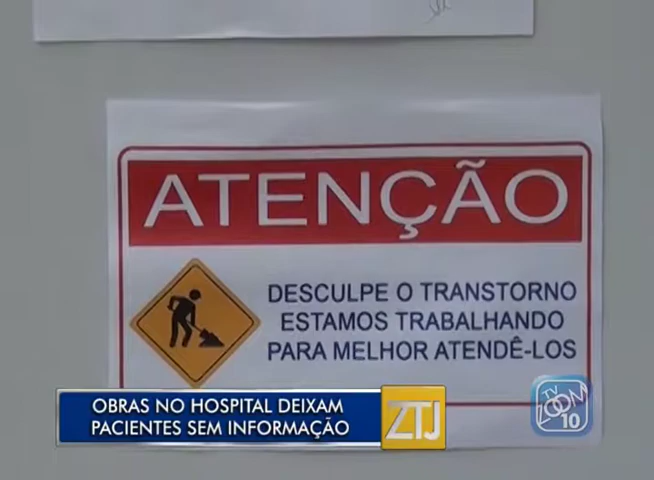 ATENÇÃO
DESCULPE O TRANSTORNO
ESTAMOS TRABALHANDO
PARA MELHOR ATENDÊ-LOS
OBRAS NO HOSPITAL DEIXAM
PACIENTES SEM INFORMAÇÃO
ZTJ
TV
ZOOM
10